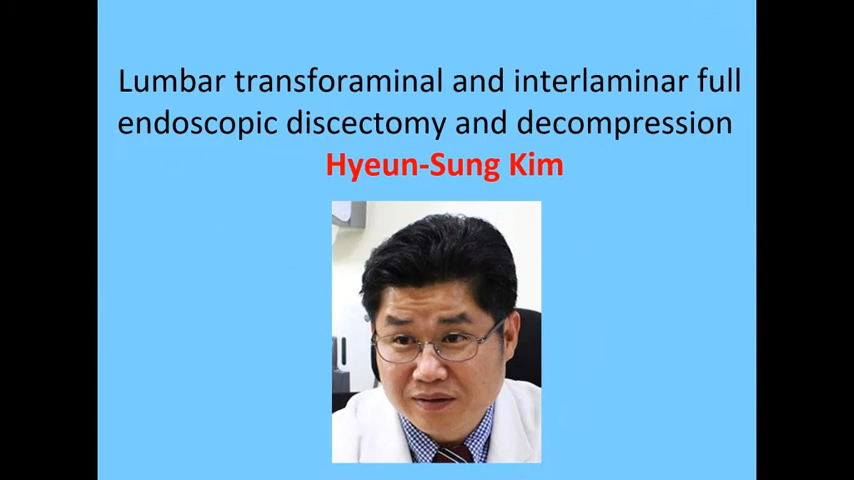 Lumbar transforaminal and interlaminar full
endoscopic discectomy and decompression
Hyeun-Sung Kim